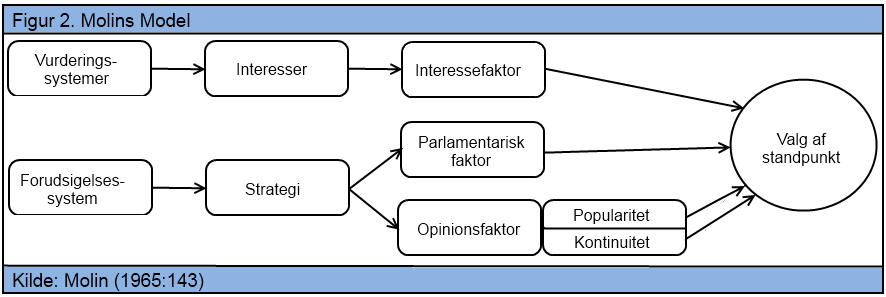 Figur 2. Molins Model
Vurderings-
systemer
Interesser
Interessefaktor
Parlamentarisk
faktor
Valg af
standpunkt
Forudsigelses-
system
Strategi
Opinionsfaktor
Popularitet
Kontinuitet
Kilde: Molin (1965:143)